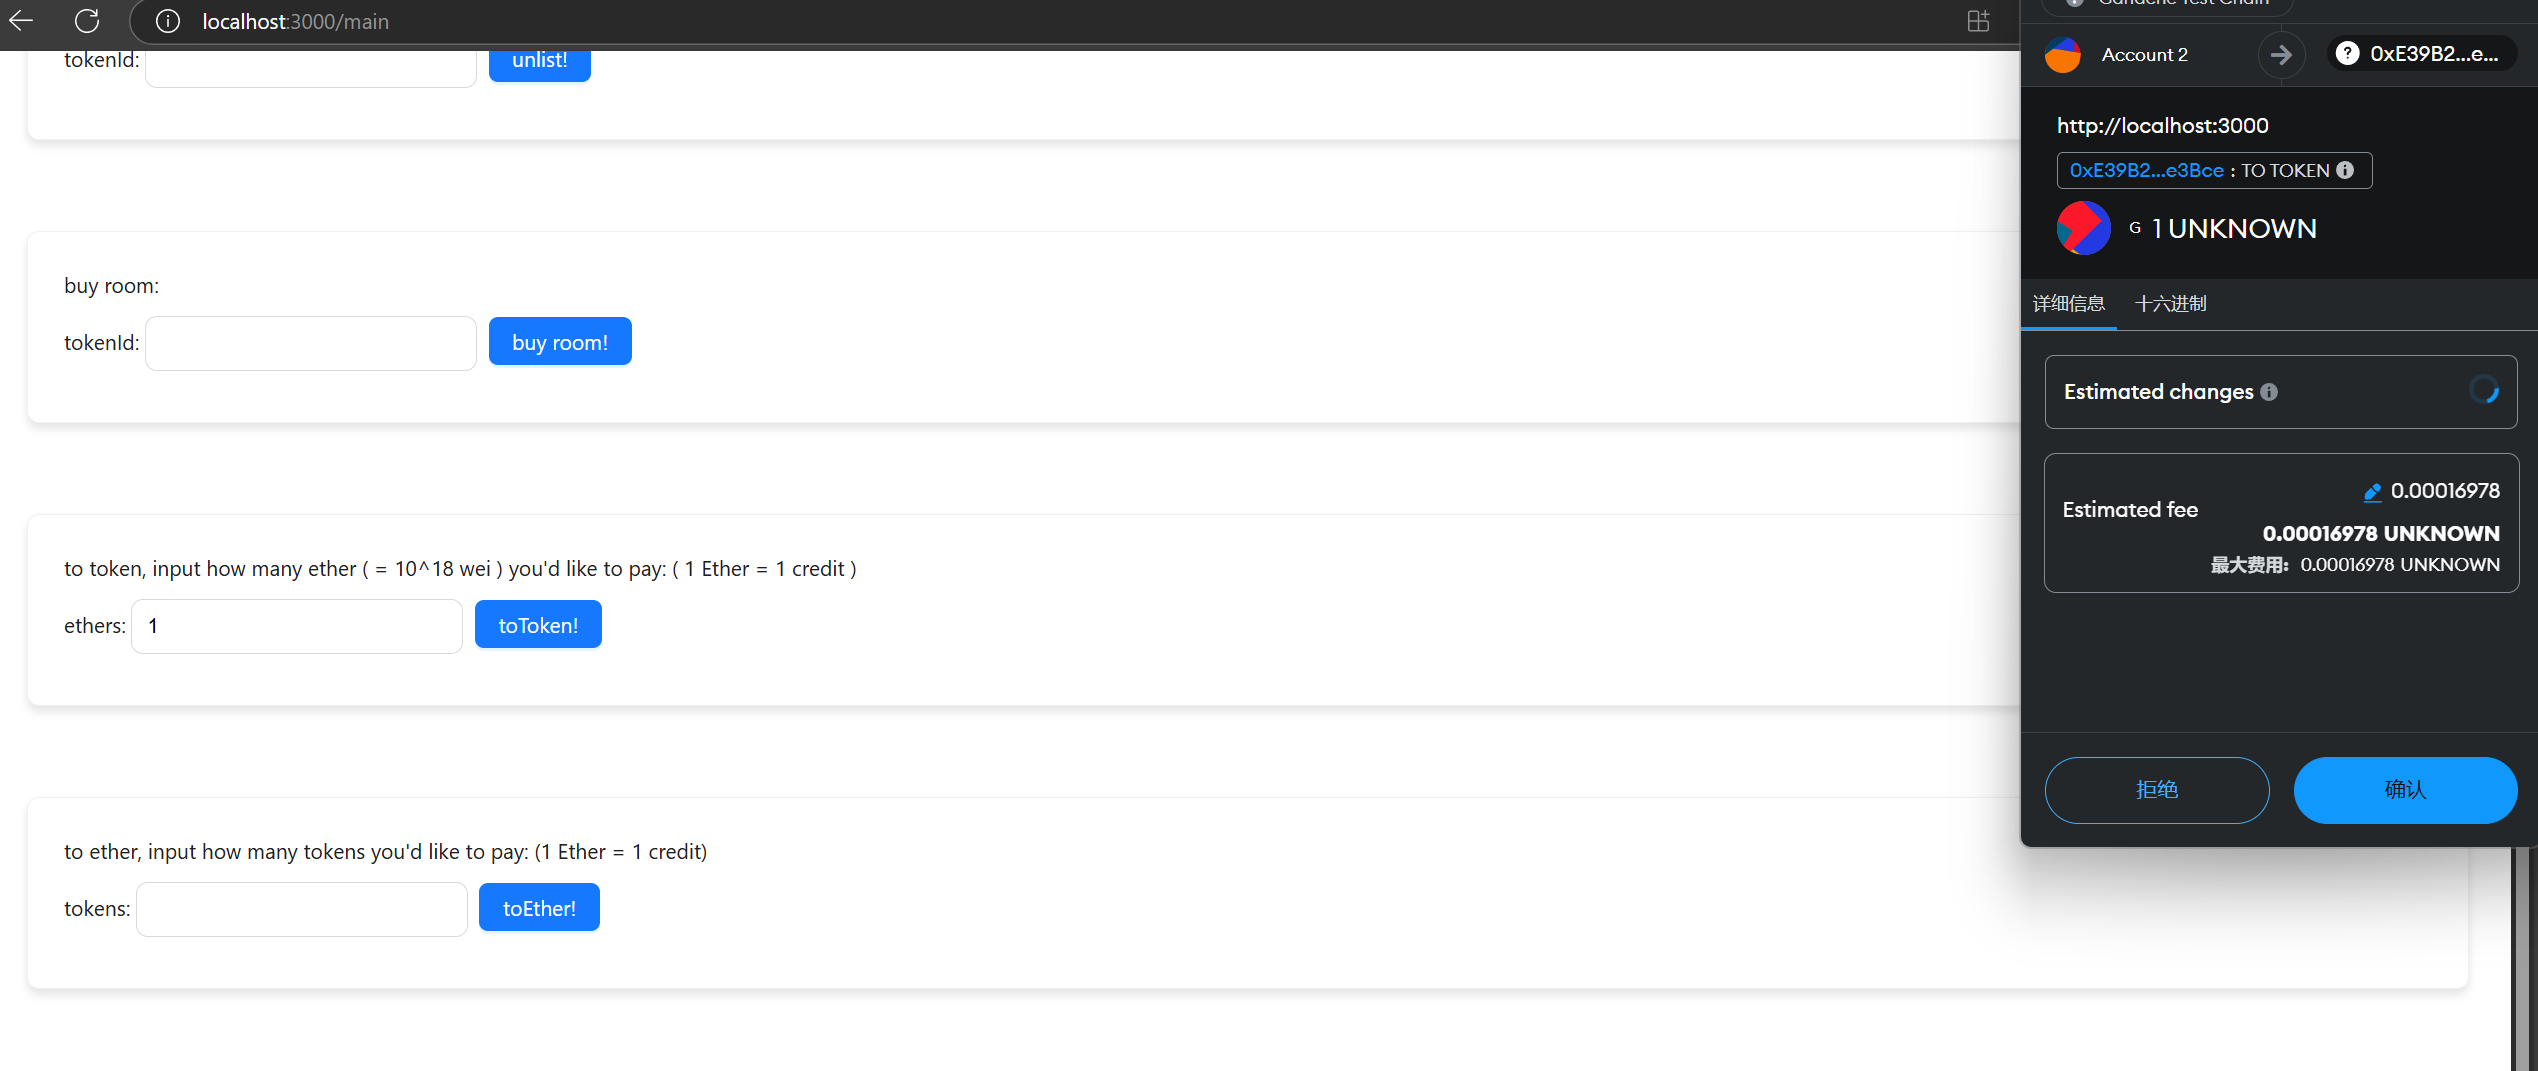 localhost:3000/main
tokenId:
unlist!
buy room:
tokenId:
buy room!
to token, input how many ether ( = 10^18 wei ) you'd like to pay: ( 1 Ether = 1 credit )
ethers:
1
toToken!
to ether, input how many tokens you'd like to pay: (1 Ether = 1 credit)
tokens:
toEther!
Account 2
0xE39B2...e...
http://localhost:3000
0xE39B2...e3Bce : TO TOKEN
G 1 UNKNOWN
详细信息
十六进制
Estimated changes
Estimated fee
0.00016978
0.00016978 UNKNOWN
最大费用: 0.00016978 UNKNOWN
拒绝
确认